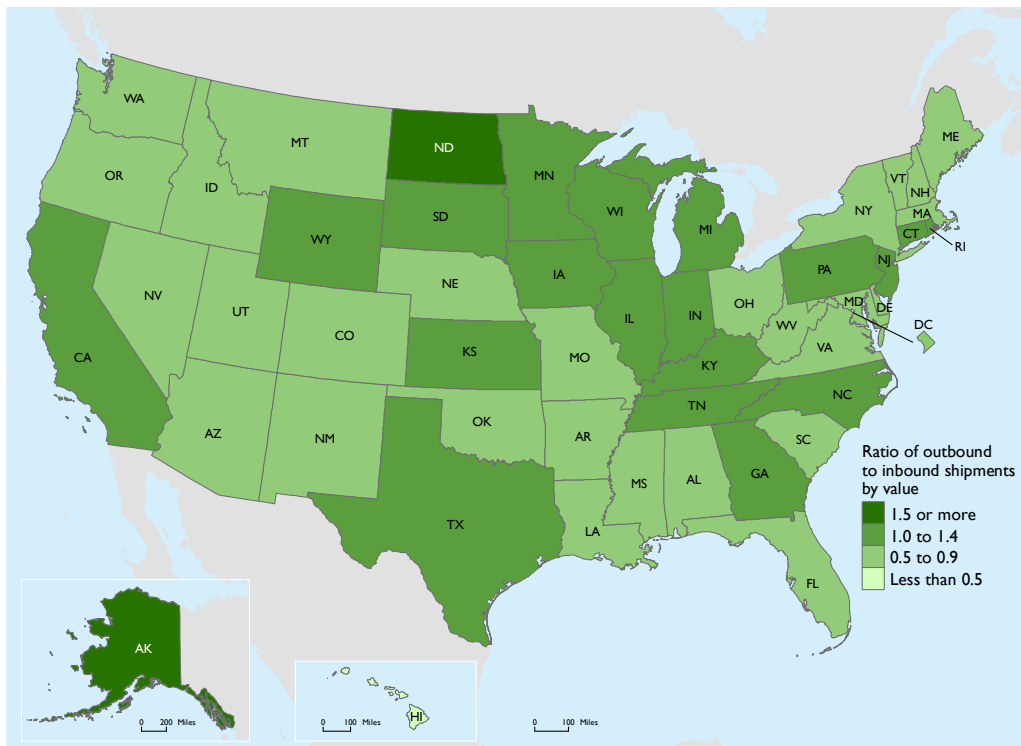 WA
MT
ND
MN
ME
OR
ID
SD
WI
MI
VT
NH
NY
MA
CT
RI
WY
IA
NE
PA
NJ
NV
UT
CO
IL
IN
OH
MD
DE
DC
WV
VA
CA
KS
MO
KY
NC
TN
AZ
NM
OK
AR
SC
MS
AL
GA
TX
LA
FL
Ratio of outbound
to inbound shipments
by value
1.5 or more
1.0 to 1.4
0.5 to 0.9
Less than 0.5
AK
0 200 Miles
HI
0 100 Miles
0 100 Miles